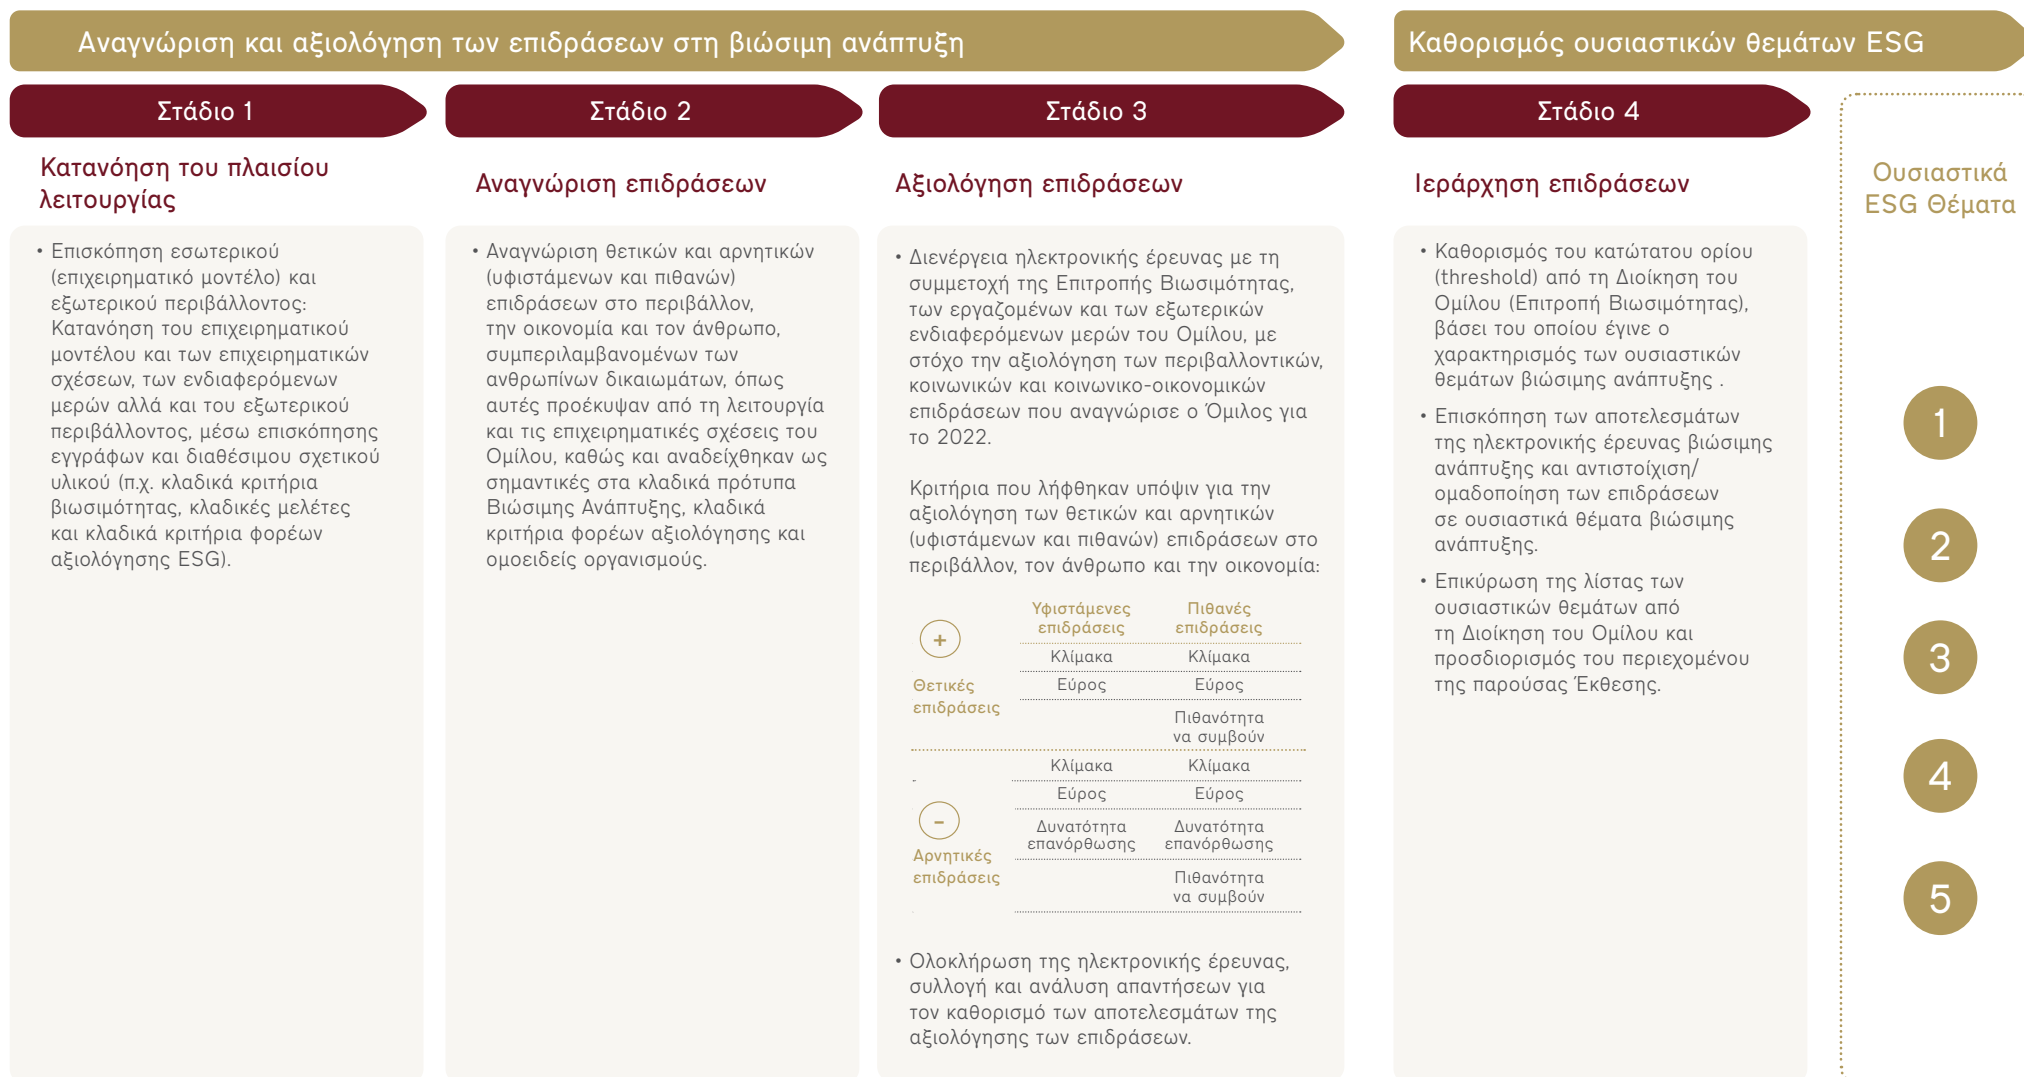 Αναγνώριση και αξιολόγηση των επιδράσεων στη βιώσιμη ανάπτυξη
Καθορισμός ουσιαστικών θεμάτων ESG
Στάδιο 1
Κατανόηση του πλαισίου
λειτουργίας
• Επισκόπηση εσωτερικού
(επιχειρηματικό μοντέλο) και
εξωτερικού περιβάλλοντος:
Κατανόηση του επιχειρηματικού
μοντέλου και των επιχειρηματικών
σχέσεων, των ενδιαφερόμενων
μερών αλλά και του εξωτερικού
περιβάλλοντος, μέσω επισκόπησης
εγγράφων και διαθέσιμου σχετικού
υλικού (π.χ. κλαδικά κριτήρια
βιωσιμότητας, κλαδικές μελέτες
και κλαδικά κριτήρια φορέων
αξιολόγησης ESG).
Στάδιο 2
Αναγνώριση επιδράσεων
• Αναγνώριση θετικών και αρνητικών
(υφιστάμενων και πιθανών)
επιδράσεων στο περιβάλλον,
την οικονομία και τον άνθρωπο,
συμπεριλαμβανομένων των
ανθρωπίνων δικαιωμάτων, όπως
αυτές προέκυψαν από τη λειτουργία
και τις επιχειρηματικές σχέσεις του
Ομίλου, καθώς και αναδείχθηκαν ως
σημαντικές στα κλαδικά πρότυπα
Βιώσιμης Ανάπτυξης, κλαδικά
κριτήρια φορέων αξιολόγησης και
ομοειδείς οργανισμούς.
Στάδιο 3
Αξιολόγηση επιδράσεων
• Διενέργεια ηλεκτρονικής έρευνας με τη
συμμετοχή της Επιτροπής Βιωσιμότητας,
των εργαζομένων και των εξωτερικών
ενδιαφερόμενων μερών του Ομίλου, με
στόχο την αξιολόγηση των περιβαλλοντικών,
κοινωνικών και κοινωνικο-οικονομικών
επιδράσεων που αναγνώρισε ο Όμιλος για
το 2022.
Κριτήρια που λήφθηκαν υπόψιν για την
αξιολόγηση των θετικών και αρνητικών
(υφιστάμενων και πιθανών) επιδράσεων στο
περιβάλλον, τον άνθρωπο και την οικονομία:
Υφιστάμενες Πιθανές
επιδράσεις επιδράσεις
+
Κλίμακα Κλίμακα
Θετικές Εύρος Εύρος
επιδράσεις
Πιθανότητα
να συμβούν
Κλίμακα Κλίμακα
Εύρος Εύρος
-
Δυνατότητα Δυνατότητα
επανόρθωσης επανόρθωσης
Αρνητικές
επιδράσεις Πιθανότητα
να συμβούν
• Ολοκλήρωση της ηλεκτρονικής έρευνας,
συλλογή και ανάλυση απαντήσεων για
τον καθορισμό των αποτελεσμάτων της
αξιολόγησης των επιδράσεων.
Στάδιο 4
Ιεράρχηση επιδράσεων
• Καθορισμός του κατώτατου ορίου
(threshold) από τη Διοίκηση του
Ομίλου (Επιτροπή Βιωσιμότητας),
βάσει του οποίου έγινε ο
χαρακτηρισμός των ουσιαστικών
θεμάτων βιώσιμης ανάπτυξης .
• Επισκόπηση των αποτελεσμάτων
της ηλεκτρονικής έρευνας βιώσιμης
ανάπτυξης και αντιστοίχιση/
ομαδοποίηση των επιδράσεων
σε ουσιαστικά θέματα βιώσιμης
ανάπτυξης.
• Επικύρωση της λίστας των
ουσιαστικών θεμάτων από
τη Διοίκηση του Ομίλου και
προσδιορισμός του περιεχομένου
της παρούσας Έκθεσης.
Ουσιαστικά
ESG Θέματα
1
2
3
4
5